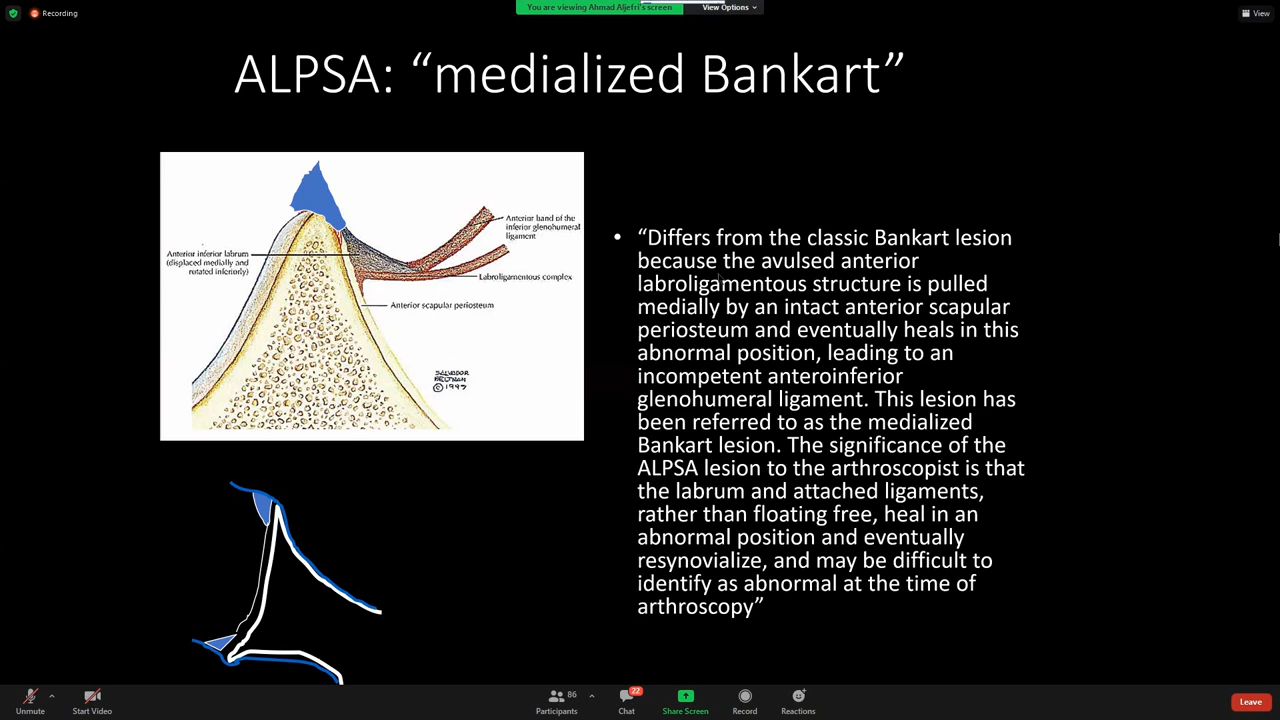 Recording
You are viewing Ahmad Aljefri's screen
View Options
View
ALPSA: “medialized Bankart”
Anterior band of the
inferior glenohumeral
ligament
Anterior inferior labrum
(displaced medially and
rotated inferiorly)
Labroligamentous complex
Anterior scapular periosteum
SALVADOR
BELTRAN
© 1993
• “Differs from the classic Bankart lesion
because the avulsed anterior
labroligamentous structure is pulled
medially by an intact anterior scapular
periosteum and eventually heals in this
abnormal position, leading to an
incompetent anteroinferior
glenohumeral ligament. This lesion has
been referred to as the medialized
Bankart lesion. The significance of the
ALPSA lesion to the arthroscopist is that
the labrum and attached ligaments,
rather than floating free, heal in an
abnormal position and eventually
resynovialize, and may be difficult to
identify as abnormal at the time of
arthroscopy”
Unmute
Start Video
86
Participants
22
Chat
Share Screen
Record
Reactions
Leave